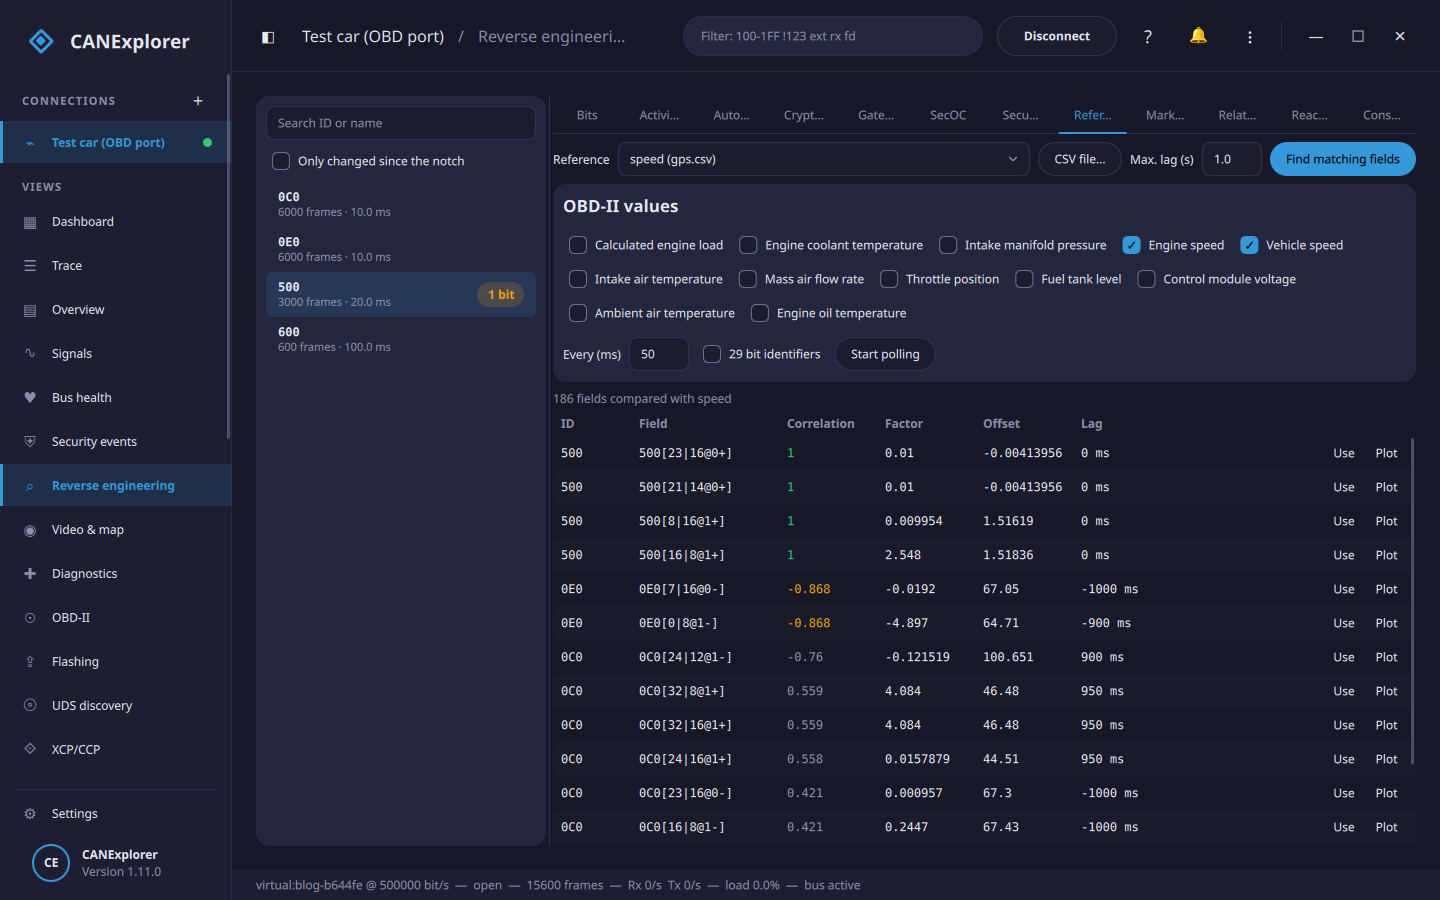 CANExplorer
CONNECTIONS +
Test car (OBD port)
VIEWS
Dashboard
Trace
Overview
Signals
Bus health
Security events
Reverse engineering
Video & map
Diagnostics
OBD-II
Flashing
UDS discovery
XCP/CCP
Settings
CE
CANExplorer
Version 1.11.0
Test car (OBD port) / Reverse engineeri...
Filter: 100-1FF !123 ext rx fd
Disconnect
?
Search ID or name
Only changed since the notch
0C0
6000 frames · 10.0 ms
0E0
6000 frames · 10.0 ms
500
3000 frames · 20.0 ms
1 bit
600
600 frames · 100.0 ms
Bits Activi... Auto... Crypt... Gate... SecOC Secu... Refer... Mark... Relat... Reac... Cons...
Reference speed (gps.csv) CSV file... Max. lag (s) 1.0 Find matching fields
OBD-II values
Calculated engine load Engine coolant temperature Intake manifold pressure Engine speed Vehicle speed
Intake air temperature Mass air flow rate Throttle position Fuel tank level Control module voltage
Ambient air temperature Engine oil temperature
Every (ms) 50 29 bit identifiers Start polling
186 fields compared with speed
ID Field Correlation Factor Offset Lag
500 500[23|16@0+] 1 0.01 -0.00413956 0 ms Use Plot
500 500[21|14@0+] 1 0.01 -0.00413956 0 ms Use Plot
500 500[8|16@1+] 1 0.009954 1.51619 0 ms Use Plot
500 500[16|8@1+] 1 2.548 1.51836 0 ms Use Plot
0E0 0E0[7|16@0-] -0.868 -0.0192 67.05 -1000 ms Use Plot
0E0 0E0[0|8@1-] -0.868 -4.897 64.71 -900 ms Use Plot
0C0 0C0[24|12@1-] -0.76 -0.121519 100.651 900 ms Use Plot
0C0 0C0[32|8@1+] 0.559 4.084 46.48 950 ms Use Plot
0C0 0C0[32|16@1+] 0.559 4.084 46.48 950 ms Use Plot
0C0 0C0[24|16@1+] 0.558 0.0157879 44.51 950 ms Use Plot
0C0 0C0[23|16@0-] 0.421 0.000957 67.3 -1000 ms Use Plot
0C0 0C0[16|8@1-] 0.421 0.2447 67.43 -1000 ms Use Plot
virtual:blog-b644fe @ 500000 bit/s — open — 15600 frames — Rx 0/s Tx 0/s — load 0.0% — bus active